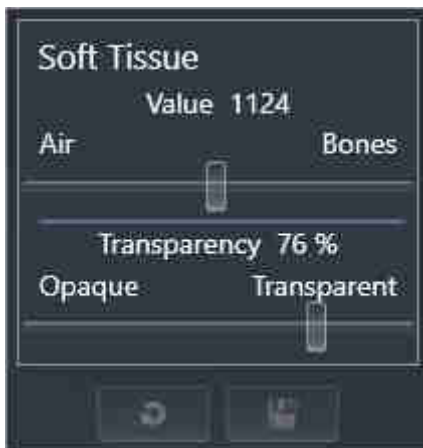 Soft Tissue
Value 1124
Air Bones
Transparency 76 %
Opaque Transparent